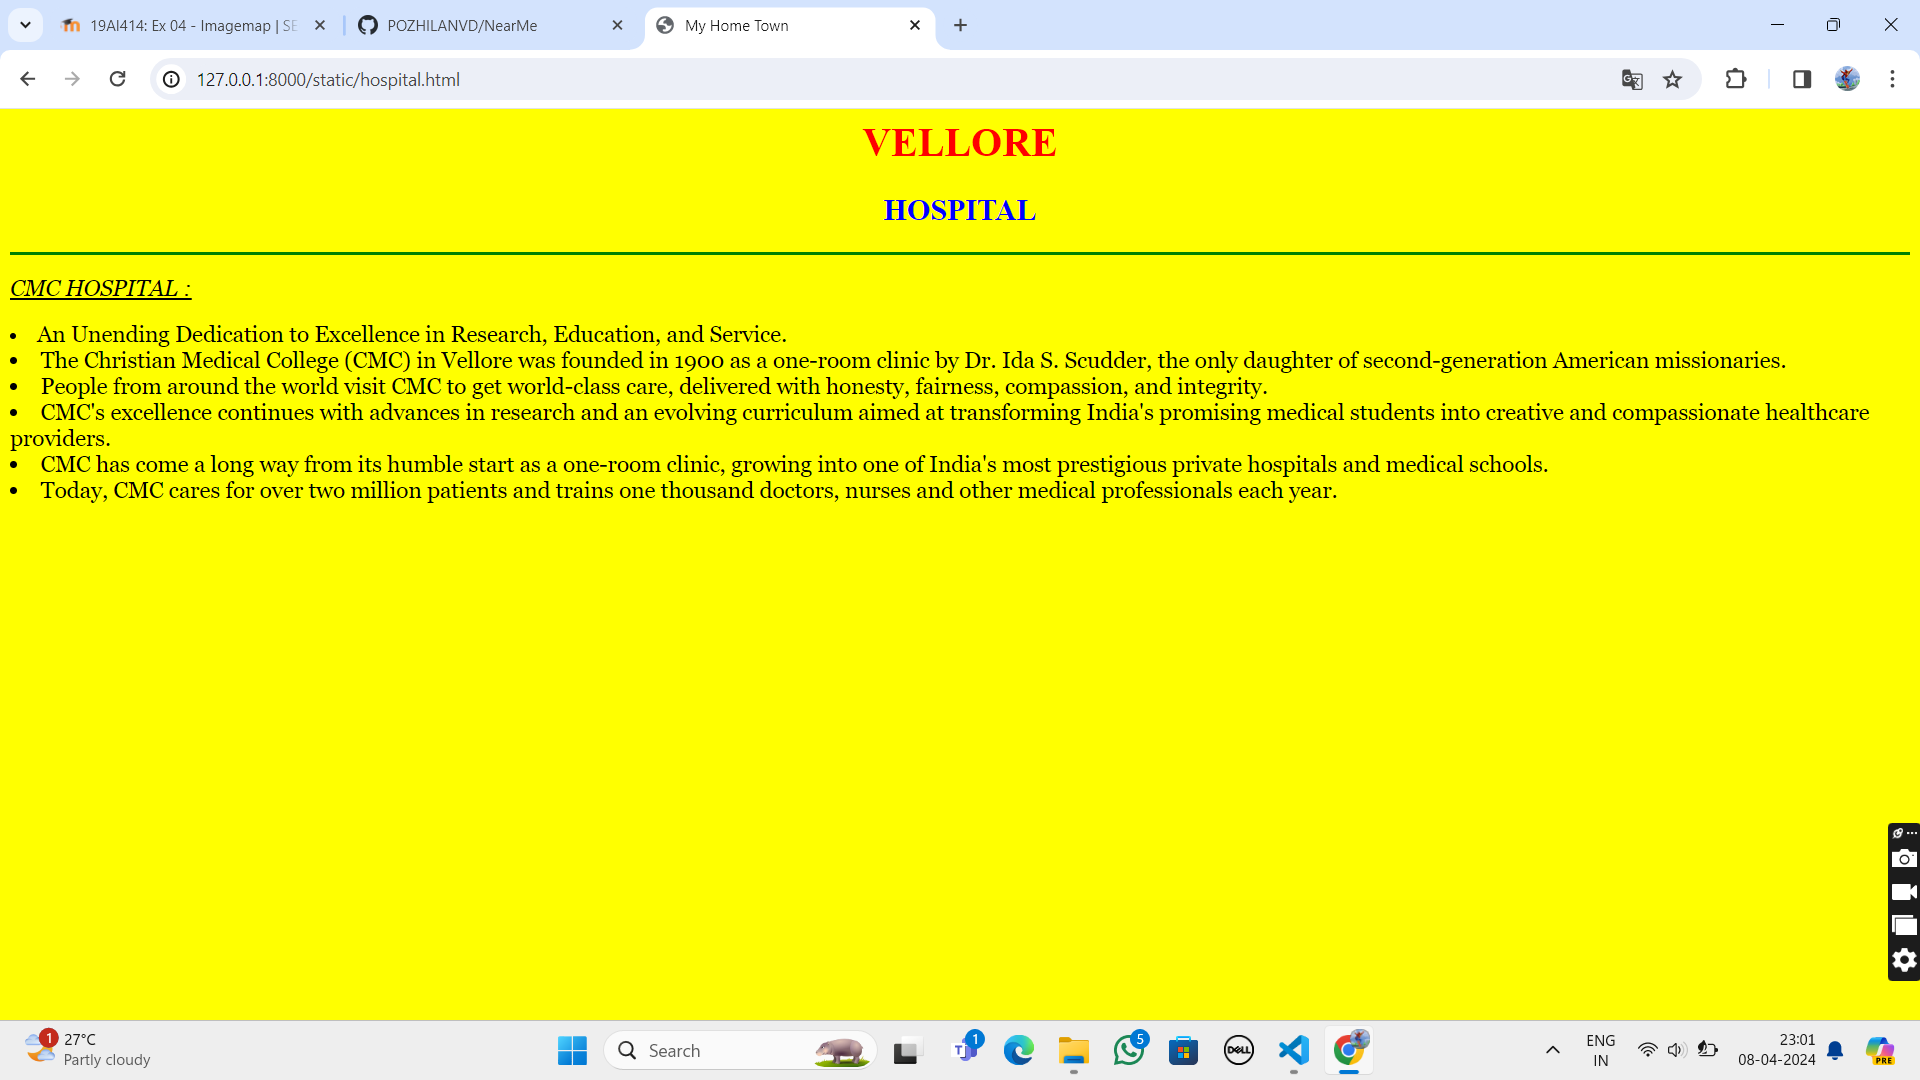 19AI414: Ex 04 - Imagemap | SE
POZHILANVD/NearMe
My Home Town
127.0.0.1:8000/static/hospital.html
VELLORE
HOSPITAL
CMC HOSPITAL :
• An Unending Dedication to Excellence in Research, Education, and Service.
• The Christian Medical College (CMC) in Vellore was founded in 1900 as a one-room clinic by Dr. Ida S. Scudder, the only daughter of second-generation American missionaries.
• People from around the world visit CMC to get world-class care, delivered with honesty, fairness, compassion, and integrity.
• CMC's excellence continues with advances in research and an evolving curriculum aimed at transforming India's promising medical students into creative and compassionate healthcare
providers.
• CMC has come a long way from its humble start as a one-room clinic, growing into one of India's most prestigious private hospitals and medical schools.
• Today, CMC cares for over two million patients and trains one thousand doctors, nurses and other medical professionals each year.
1
27°C
Partly cloudy
Search
1
5
DELL
ENG
IN
23:01
08-04-2024
PRE